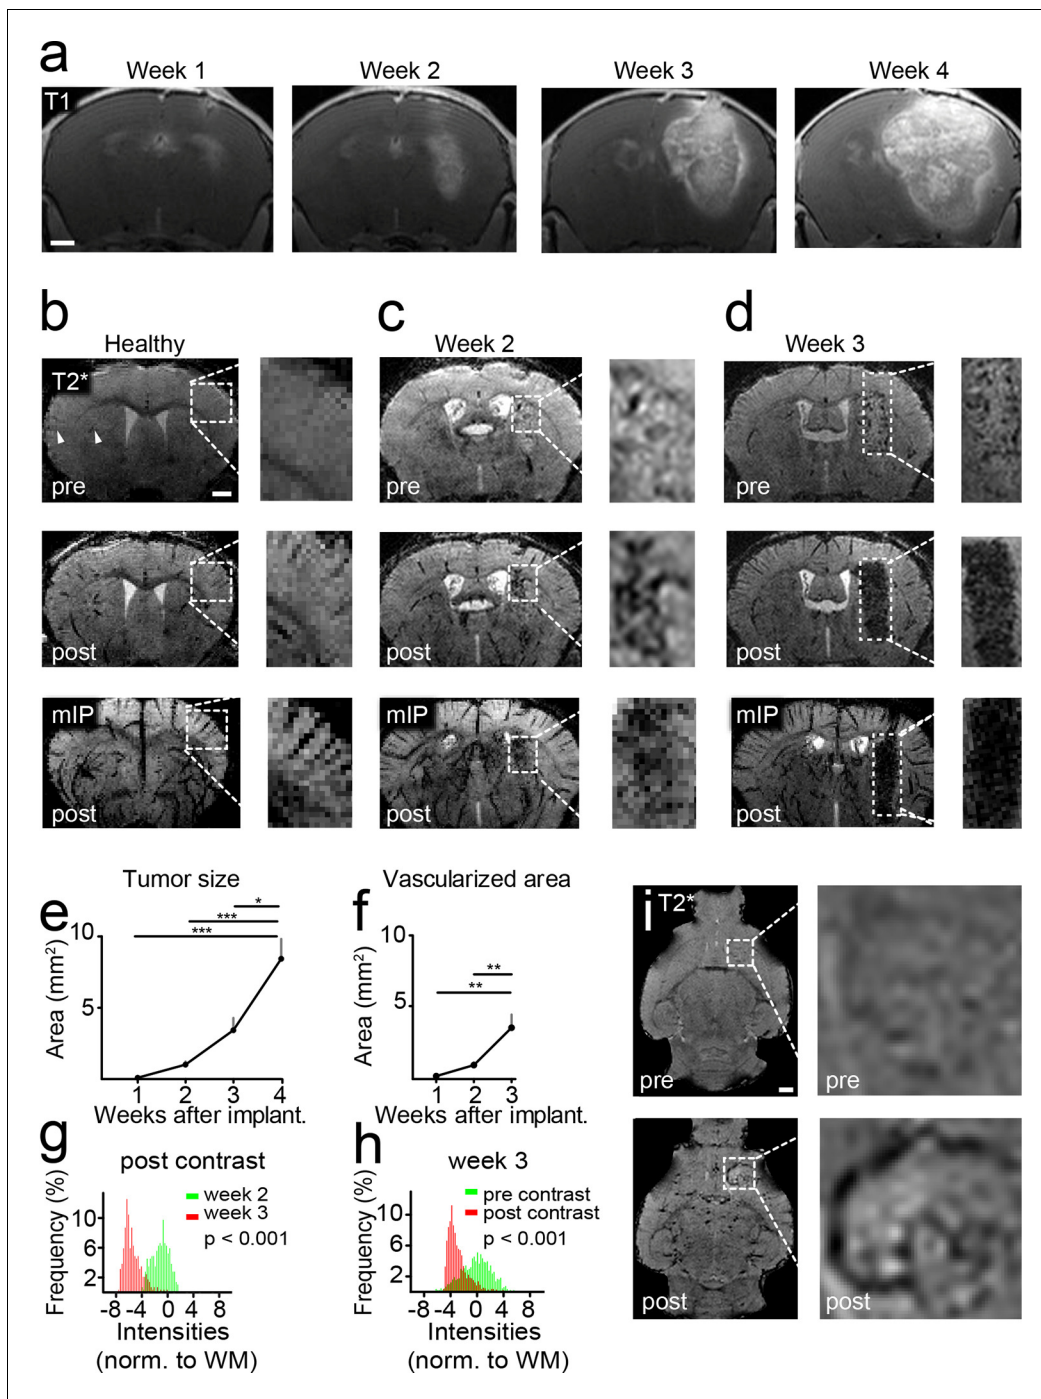 a
Week 1 Week 2 Week 3 Week 4
T1
b c d
Healthy Week 2 Week 3
T2*
pre pre pre
post post post
mIP mIP mIP
post post post
Tumor size
e
* 
***
***
Area (mm²)
10
5
1 2 3 4
Weeks after implant.
Vascularized area
f
**
**
Area (mm²)
10
5
1 2 3
Weeks after implant.
g
post contrast
week 2
week 3
p < 0.001
Frequency (%)
10
6
2
-8 -4 0 8
Intensities
(norm. to WM)
h
week 3
pre contrast
post contrast
p < 0.001
Frequency (%)
10
6
2
-8 -4 0 8
Intensities
(norm. to WM)
i
T2*
pre pre
post post